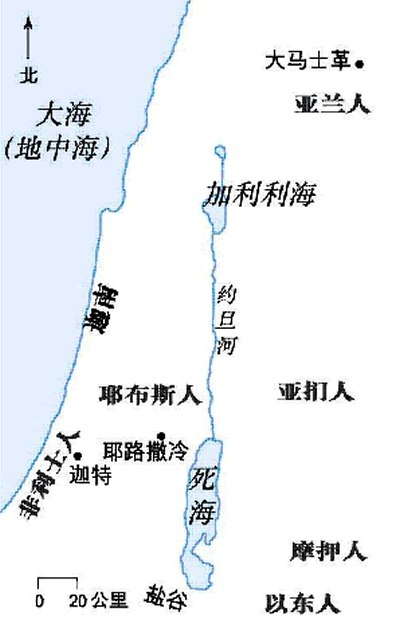 大马士革
北
亚兰人
大海
(地中海)
加利利海
迦南
约旦河
耶布斯人
亚扪人
耶路撒冷
菲利士人
迦特
死海
摩押人
0 20公里
盐谷
以东人